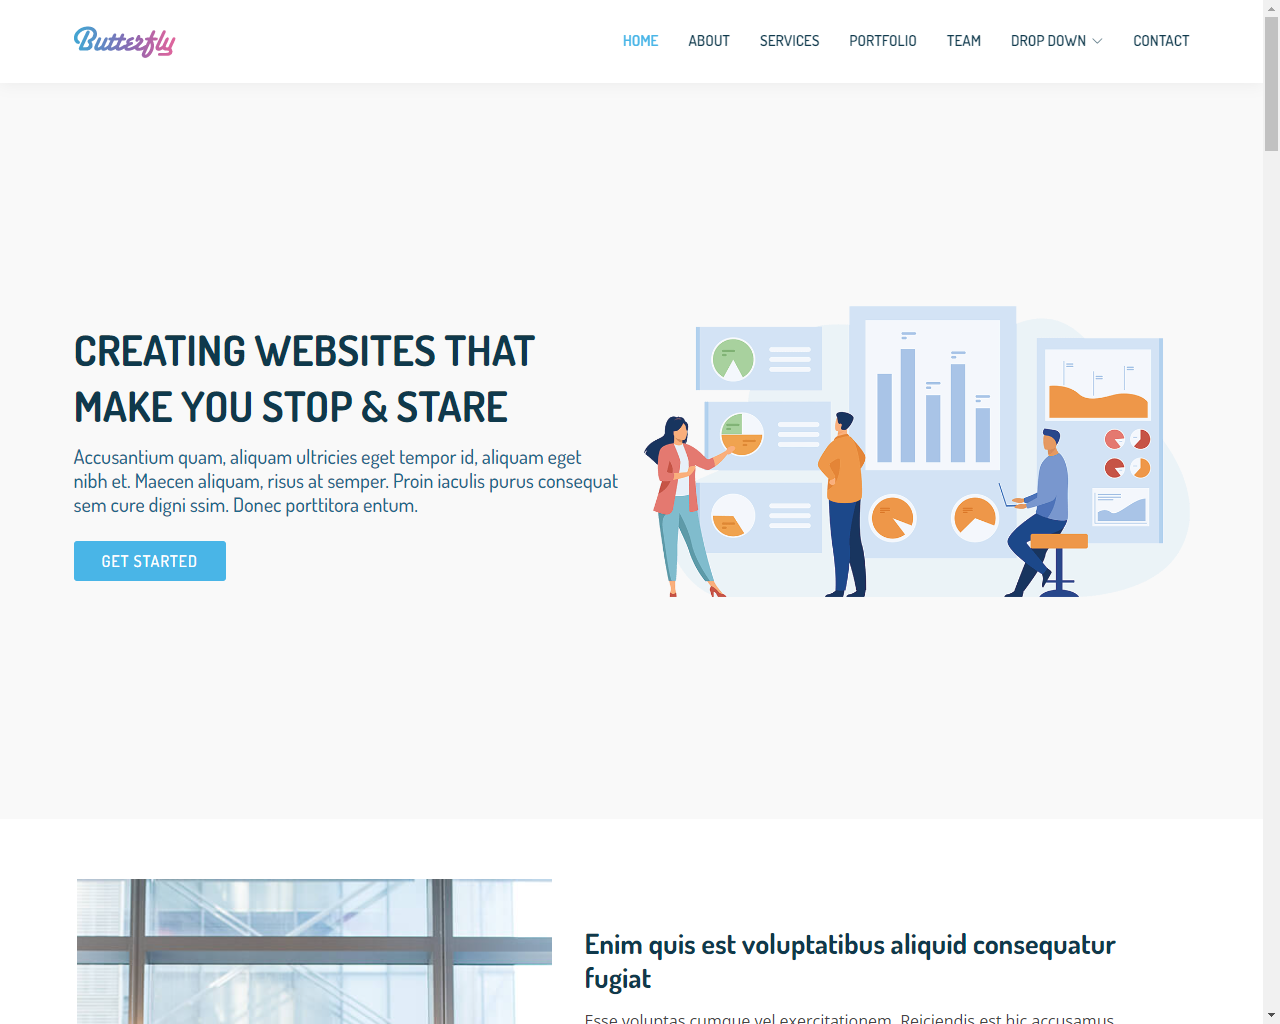 Butterfly
HOME ABOUT SERVICES PORTFOLIO TEAM DROP DOWN CONTACT
CREATING WEBSITES THAT
MAKE YOU STOP & STARE
Accusantium quam, aliquam ultricies eget tempor id, aliquam eget
nibh et. Maecen aliquam, risus at semper. Proin iaculis purus consequat
sem cure digni ssim. Donec porttitora entum.
GET STARTED
Enim quis est voluptatibus aliquid consequatur
fugiat
Esse voluptas cumque vel exercitationem. Reiciendis est hic accusamus.